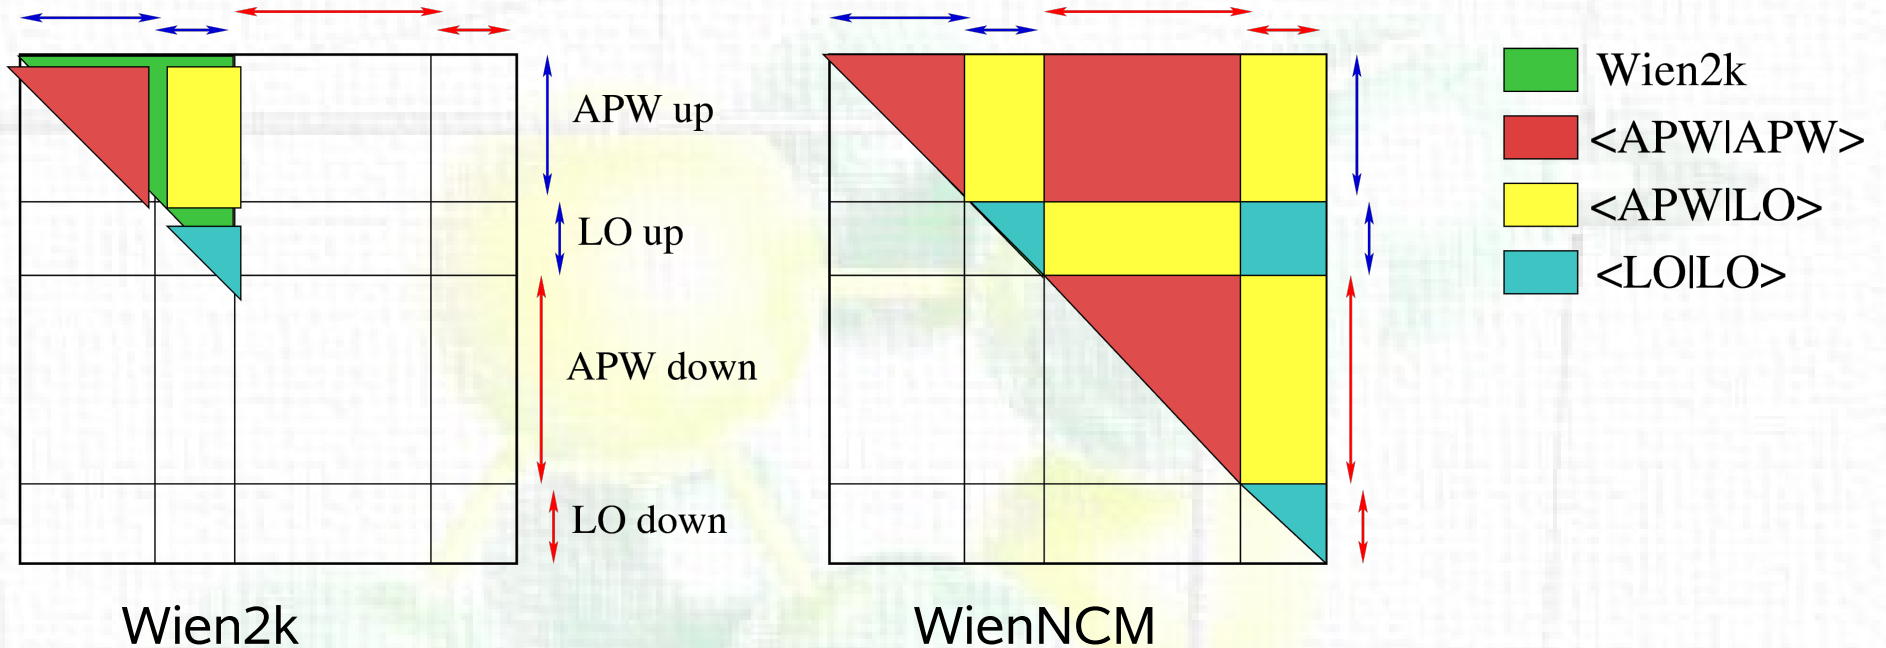 APW up
LO up
APW down
LO down
Wien2k
<APW|APW>
<APW|LO>
<LO|LO>
Wien2k
WienNCM